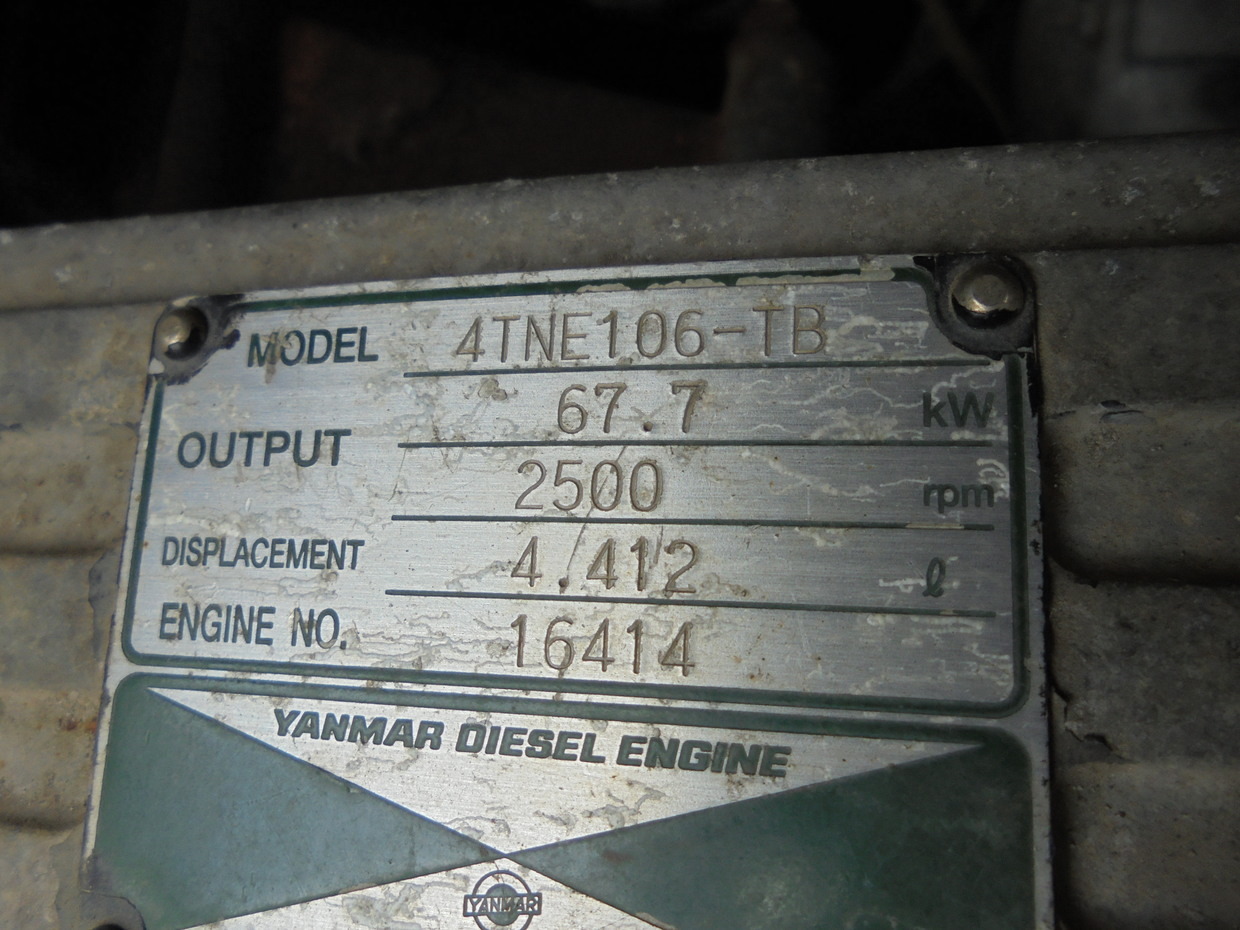 MODEL 4TNE106-TB
OUTPUT 67.7 kW
2500 rpm
DISPLACEMENT 4.412 ℓ
ENGINE NO. 16414
YANMAR DIESEL ENGINE
YANMAR